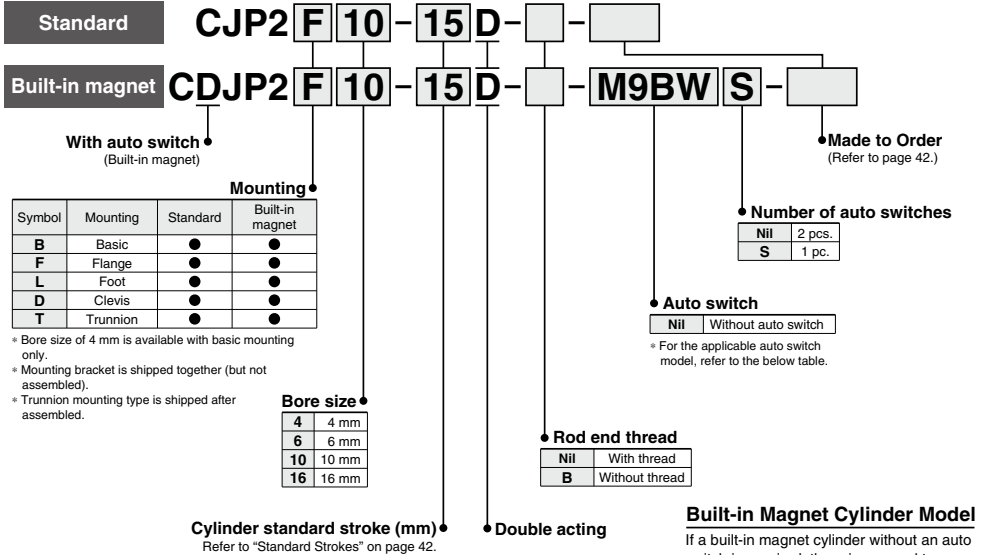 Standard CJP2 F 10 - 15 D - -
Built-in magnet CDJP2 F 10 - 15 D - - M9BW S -
With auto switch
(Built-in magnet)
Made to Order
(Refer to page 42.)
Mounting
Symbol Mounting Standard Built-in magnet
B Basic ● ●
F Flange ● ●
L Foot ● ●
D Clevis ● ●
T Trunnion ● ●
* Bore size of 4 mm is available with basic mounting
only.
* Mounting bracket is shipped together (but not
assembled).
* Trunnion mounting type is shipped after
assembled.
Number of auto switches
Nil 2 pcs.
S 1 pc.
Auto switch
Nil Without auto switch
* For the applicable auto switch
model, refer to the below table.
Bore size
4 4 mm
6 6 mm
10 10 mm
16 16 mm
Rod end thread
Nil With thread
B Without thread
Cylinder standard stroke (mm)
Refer to “Standard Strokes” on page 42.
Double acting
Built-in Magnet Cylinder Model
If a built-in magnet cylinder without an auto